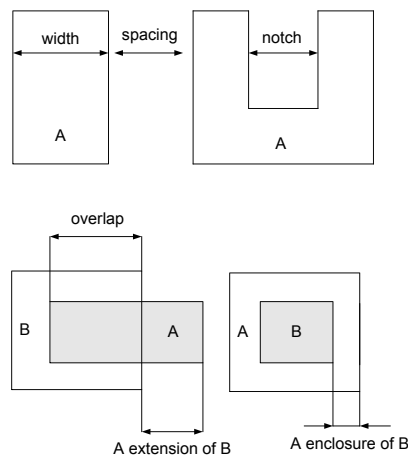 width
spacing
notch
A
A
overlap
B
A
A
B
A extension of B
A enclosure of B